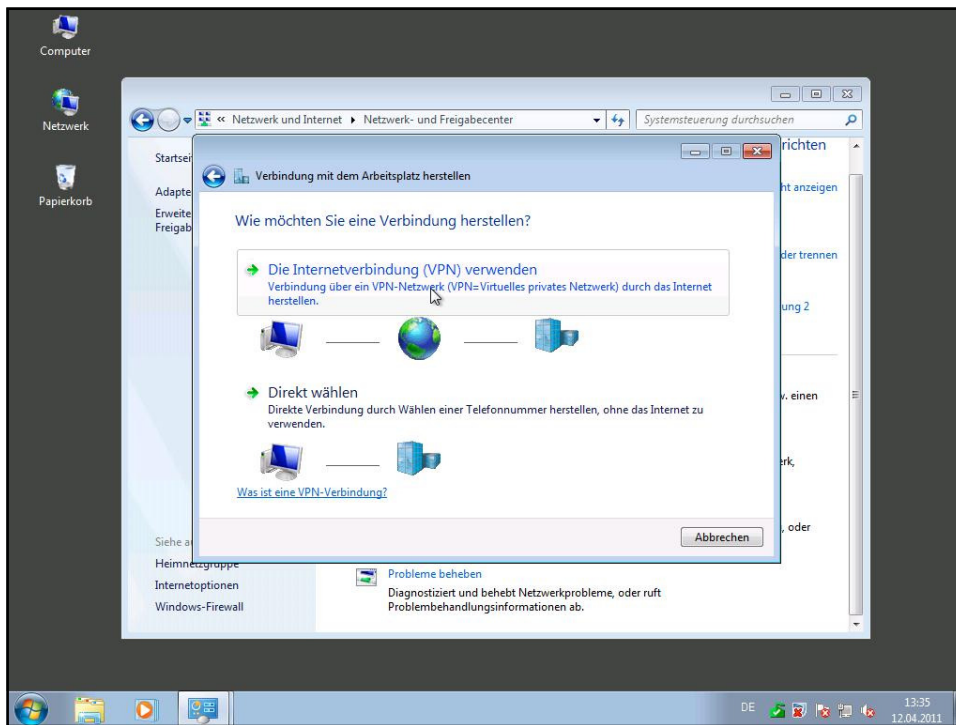 Computer
Netzwerk
Papierkorb
« Netzwerk und Internet Netzwerk- und Freigabecenter
Systemsteuerung durchsuchen
Startsei
Adapte
Erweite
Freigab
richten
ht anzeigen
der trennen
ung 2
v. einen
erk,
, oder
Verbindung mit dem Arbeitsplatz herstellen
Wie möchten Sie eine Verbindung herstellen?
Die Internetverbindung (VPN) verwenden
Verbindung über ein VPN-Netzwerk (VPN=Virtuelles privates Netzwerk) durch das Internet
herstellen.
Direkt wählen
Direkte Verbindung durch Wählen einer Telefonnummer herstellen, ohne das Internet zu
verwenden.
Was ist eine VPN-Verbindung?
Abbrechen
Siehe a
Heimnetzgruppe
Internetoptionen
Windows-Firewall
Probleme beheben
Diagnostiziert und behebt Netzwerkprobleme, oder ruft
Problembehandlungsinformationen ab.
DE
13:35
12.04.2011